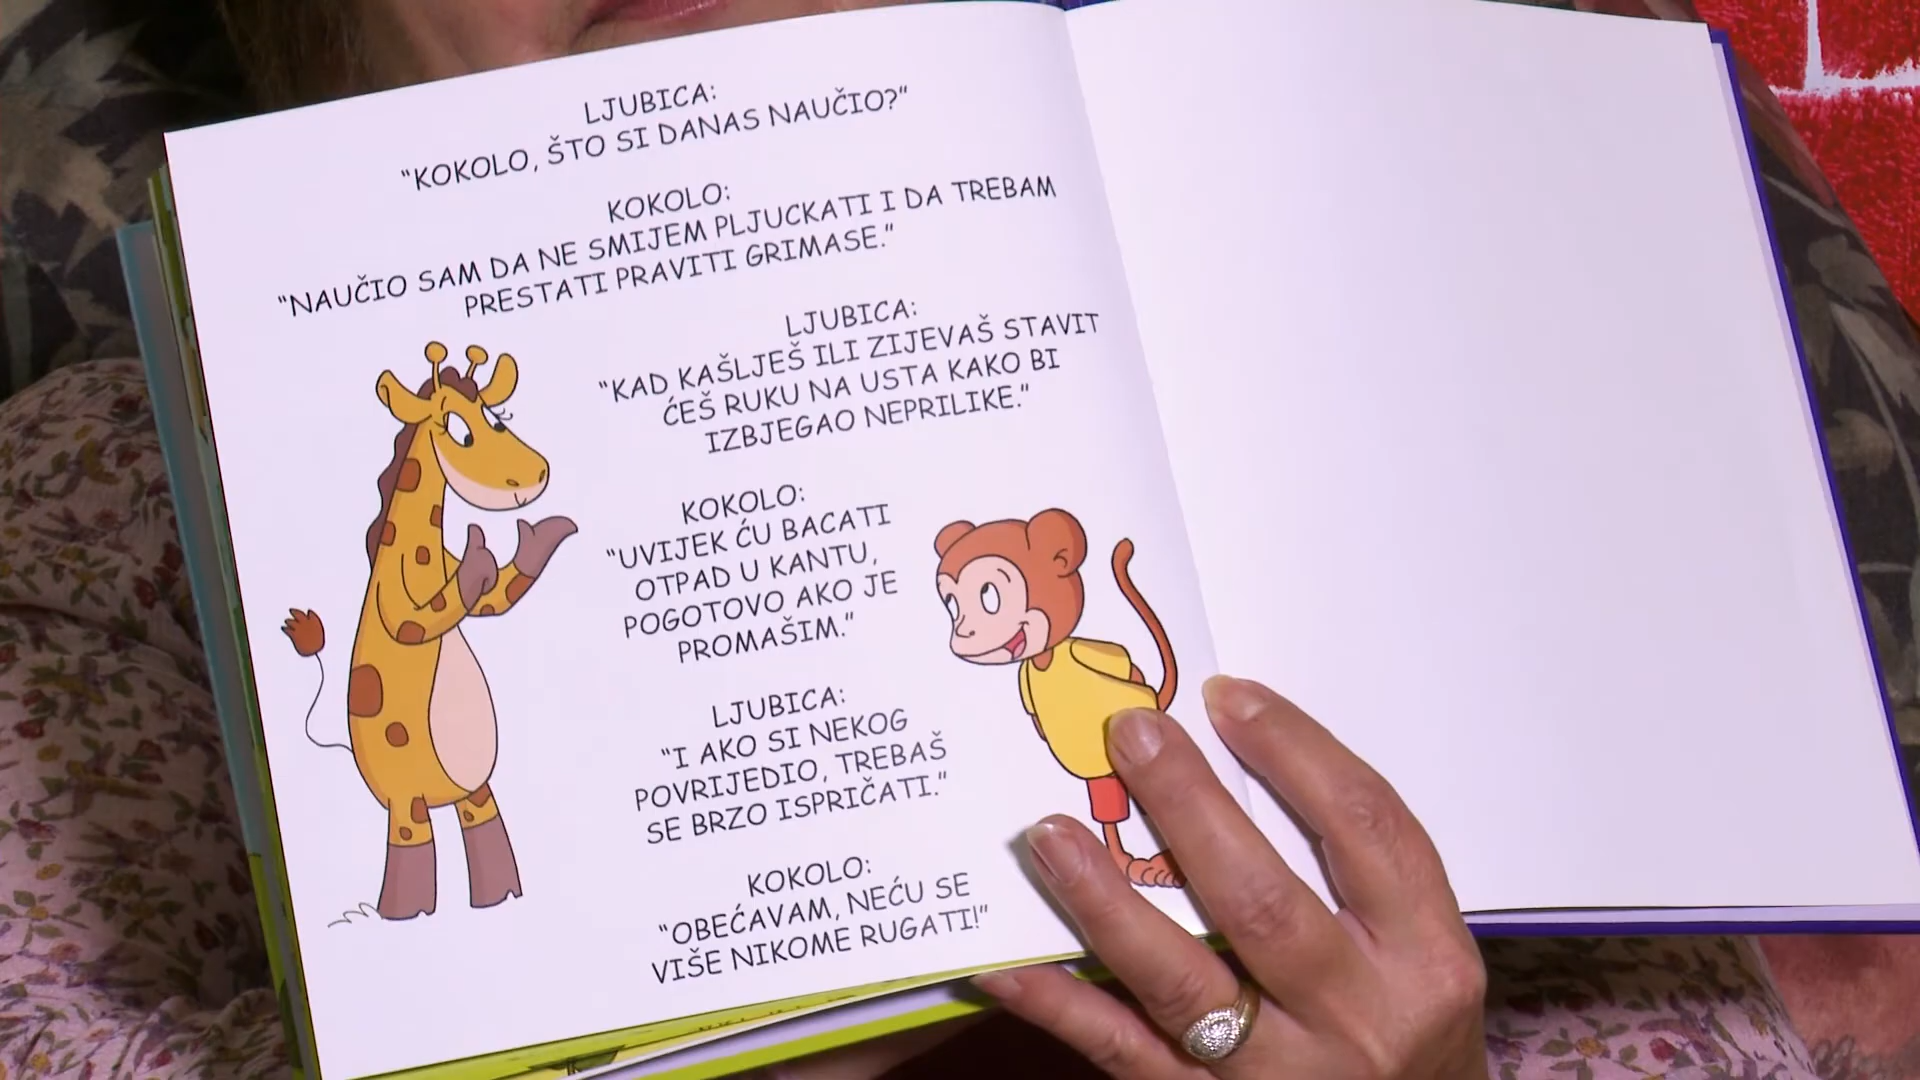 LJUBICA:
"KOKOLO, ŠTO SI DANAS NAUČIO?"
KOKOLO:
"NAUČIO SAM DA NE SMIJEM PLJUCKATI I DA TREBAM
PRESTATI PRAVITI GRIMASE."
LJUBICA:
"KAD KAŠLJEŠ ILI ZIJEVAŠ STAVIT
ĆEŠ RUKU NA USTA KAKO BI
IZBJEGAO NEPRILIKE."
KOKOLO:
"UVIJEK ĆU BACATI
OTPAD U KANTU,
POGOTOVO AKO JE
PROMAŠIM."
LJUBICA:
"I AKO SI NEKOG
POVRIJEDIO, TREBAŠ
SE BRZO ISPRIČATI."
KOKOLO:
"OBEĆAVAM, NEĆU SE
VIŠE NIKOME RUGATI!"